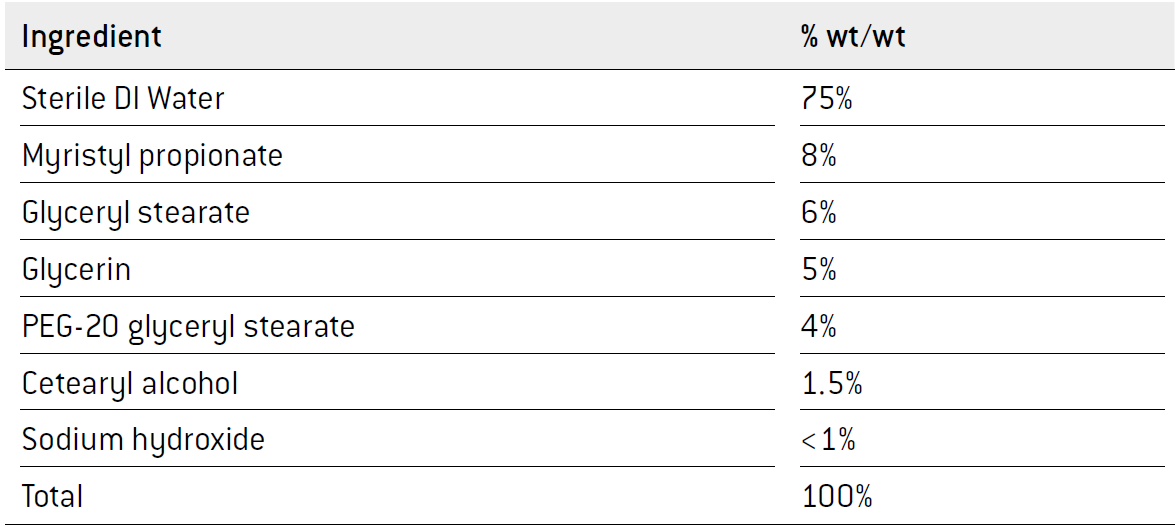 Ingredient % wt/wt
Sterile DI Water 75%
Myristyl propionate 8%
Glyceryl stearate 6%
Glycerin 5%
PEG-20 glyceryl stearate 4%
Cetearyl alcohol 1.5%
Sodium hydroxide <1%
Total 100%